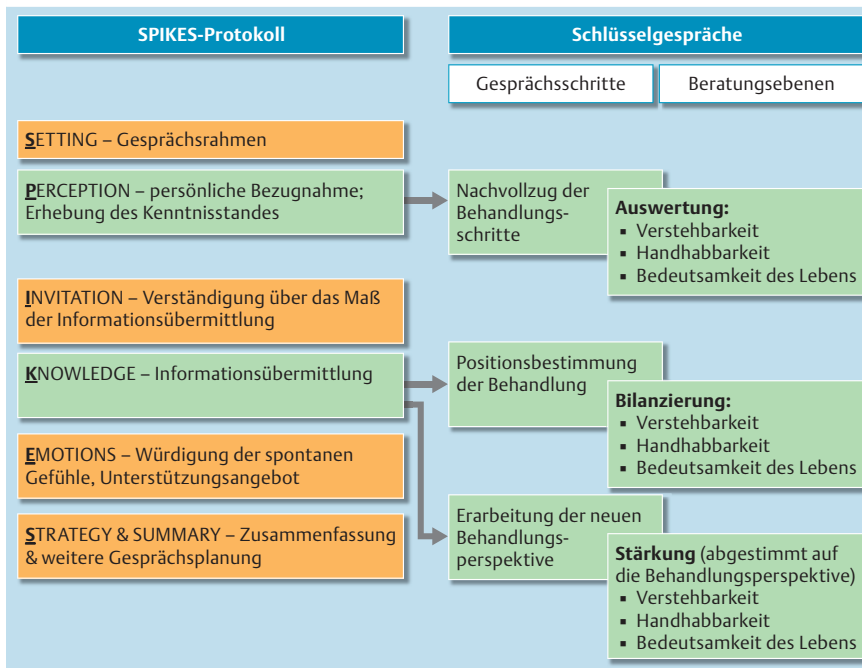 SPIKES-Protokoll
Schlüsselgespräche
Gesprächsschritte
Beratungsebenen
SETTING – Gesprächsrahmen
PERCEPTION – persönliche Bezugnahme;
Erhebung des Kenntnisstandes
Nachvollzug der
Behandlungs-
schritte
Auswertung:
▪ Verstehbarkeit
▪ Handhabbarkeit
▪ Bedeutsamkeit des Lebens
INVITATION – Verständigung über das Maß
der Informationsübermittlung
KNOWLEDGE – Informationsübermittlung
Positionsbestimmung
der Behandlung
Bilanzierung:
▪ Verstehbarkeit
▪ Handhabbarkeit
▪ Bedeutsamkeit des Lebens
EMOTIONS – Würdigung der spontanen
Gefühle, Unterstützungsangebot
STRATEGY & SUMMARY – Zusammenfassung
& weitere Gesprächsplanung
Erarbeitung der neuen
Behandlungs-
perspektive
Stärkung (abgestimmt auf
die Behandlungsperspektive)
▪ Verstehbarkeit
▪ Handhabbarkeit
▪ Bedeutsamkeit des Lebens